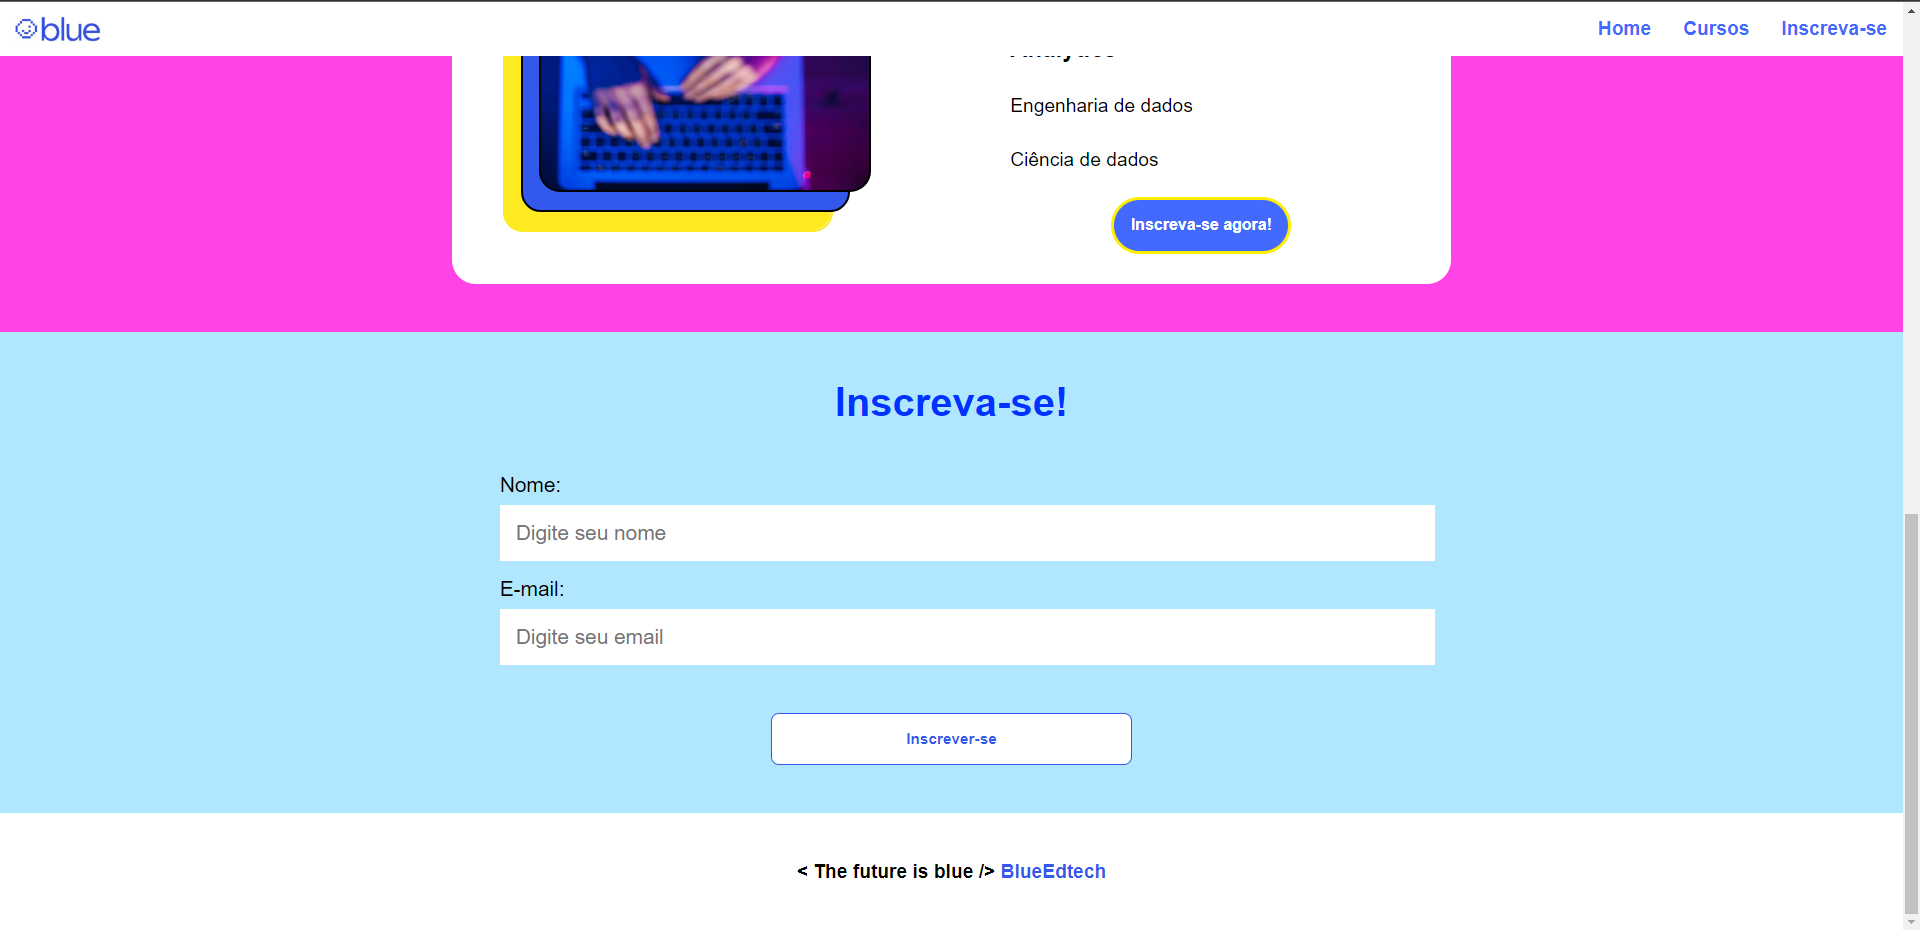 blue
Home Cursos Inscreva-se
Engenharia de dados
Ciência de dados
Inscreva-se agora!
Inscreva-se!
Nome:
Digite seu nome
E-mail:
Digite seu email
Inscrever-se
< The future is blue /> BlueEdtech